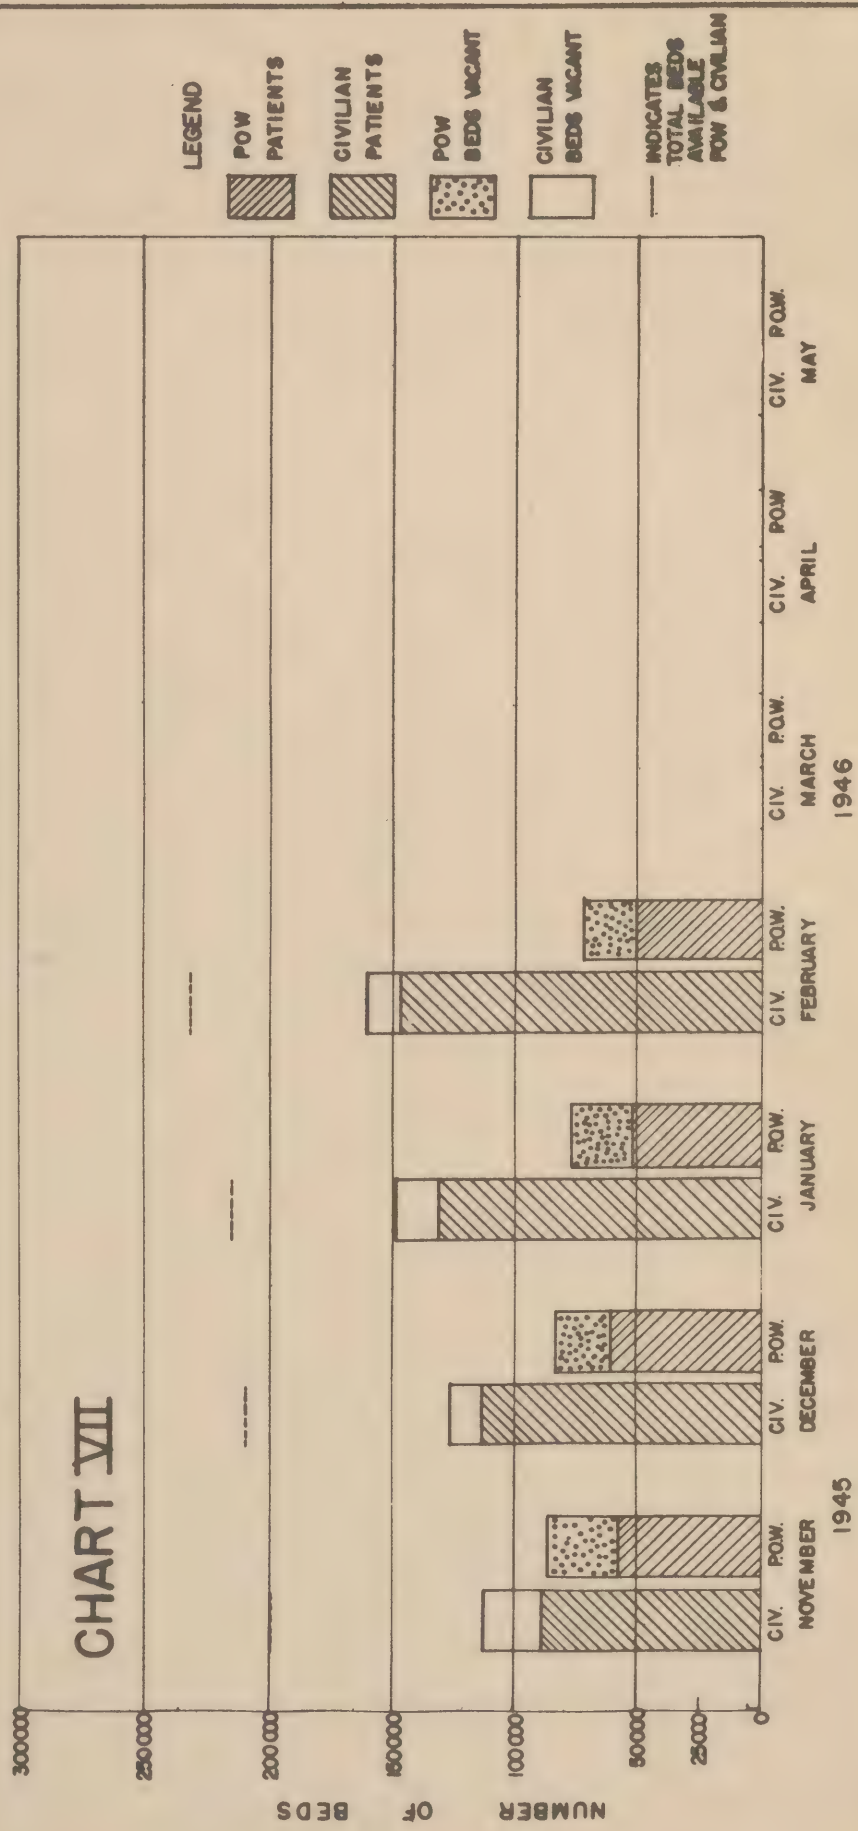 CHART VII
LEGEND
POW
PATIENTS
CIVILIAN
PATIENTS
POW
BEDS VACANT
CIVILIAN
BEDS VACANT
---- INDICATES
TOTAL BEDS
AVAILABLE
POW & CIVILIAN
NUMBER OF BEDS
300000
250000
200000
150000
100000
50000
25000
0
CIV. P.O.W. CIV. P.O.W. CIV. P.O.W. CIV. P.O.W. CIV. P.O.W. CIV. P.O.W CIV. P.O.W.
NOVEMBER DECEMBER JANUARY FEBRUARY MARCH APRIL MAY
1945 1946